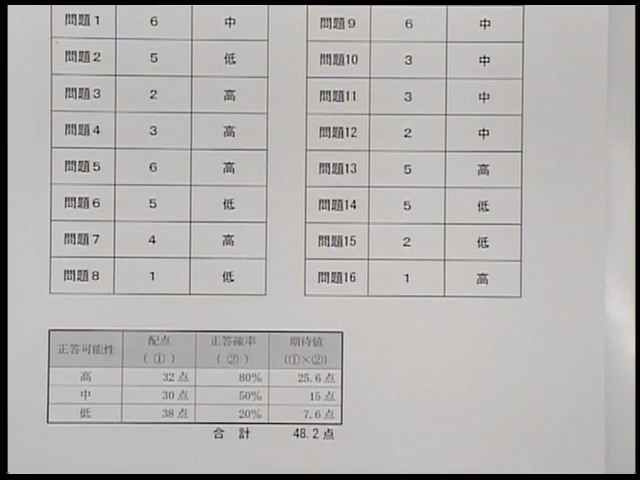 問題1 6 中
問題2 5 低
問題3 2 高
問題4 3 高
問題5 6 高
問題6 5 低
問題7 4 高
問題8 1 低
問題9 6 中
問題10 3 中
問題11 3 中
問題12 2 中
問題13 5 高
問題14 5 低
問題15 2 低
問題16 1 高
正答可能性 配点(①) 正答確率(②) 期待値(①×②)
高 32点 80% 25.6点
中 30点 50% 15点
低 38点 20% 7.6点
合 計 48.2点